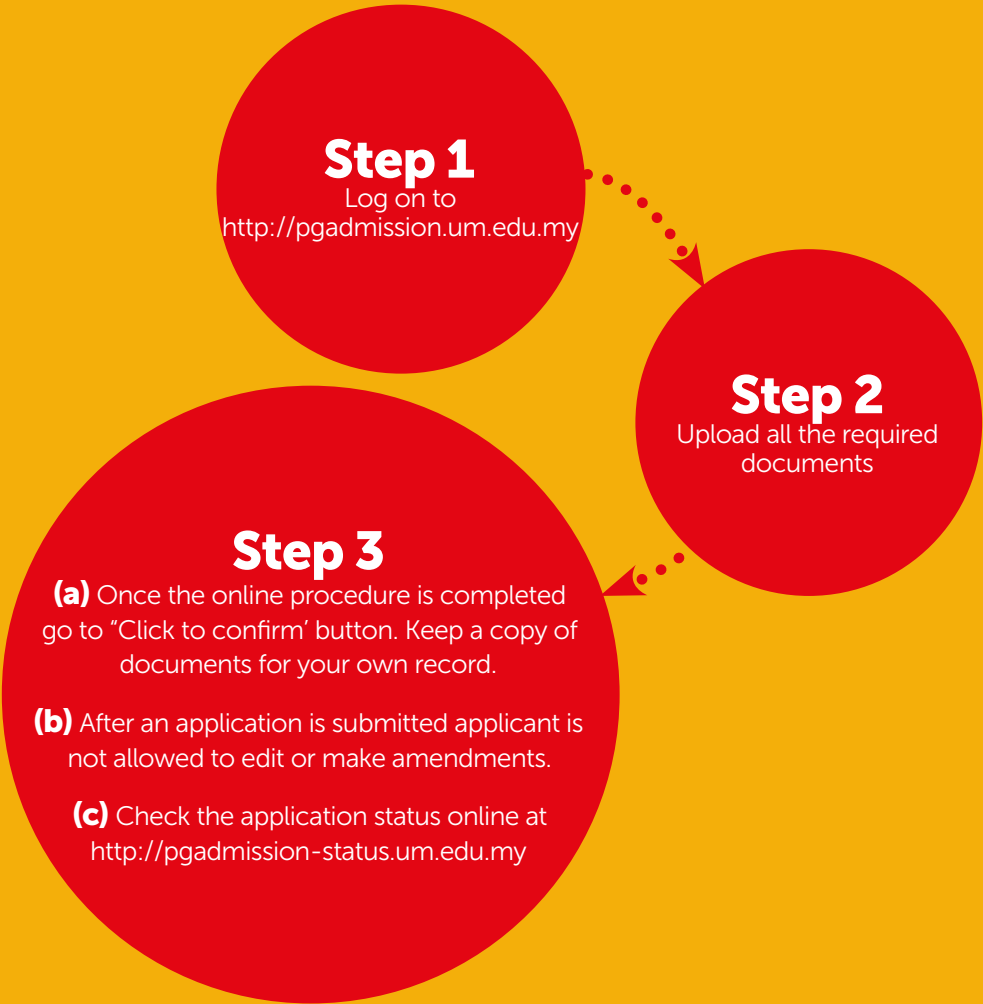 Step 1
Log on to
http://pgadmission.um.edu.my
Step 2
Upload all the required
documents
Step 3
(a) Once the online procedure is completed
go to "Click to confirm' button. Keep a copy of
documents for your own record.
(b) After an application is submitted applicant is
not allowed to edit or make amendments.
(c) Check the application status online at
http://pgadmission-status.um.edu.my